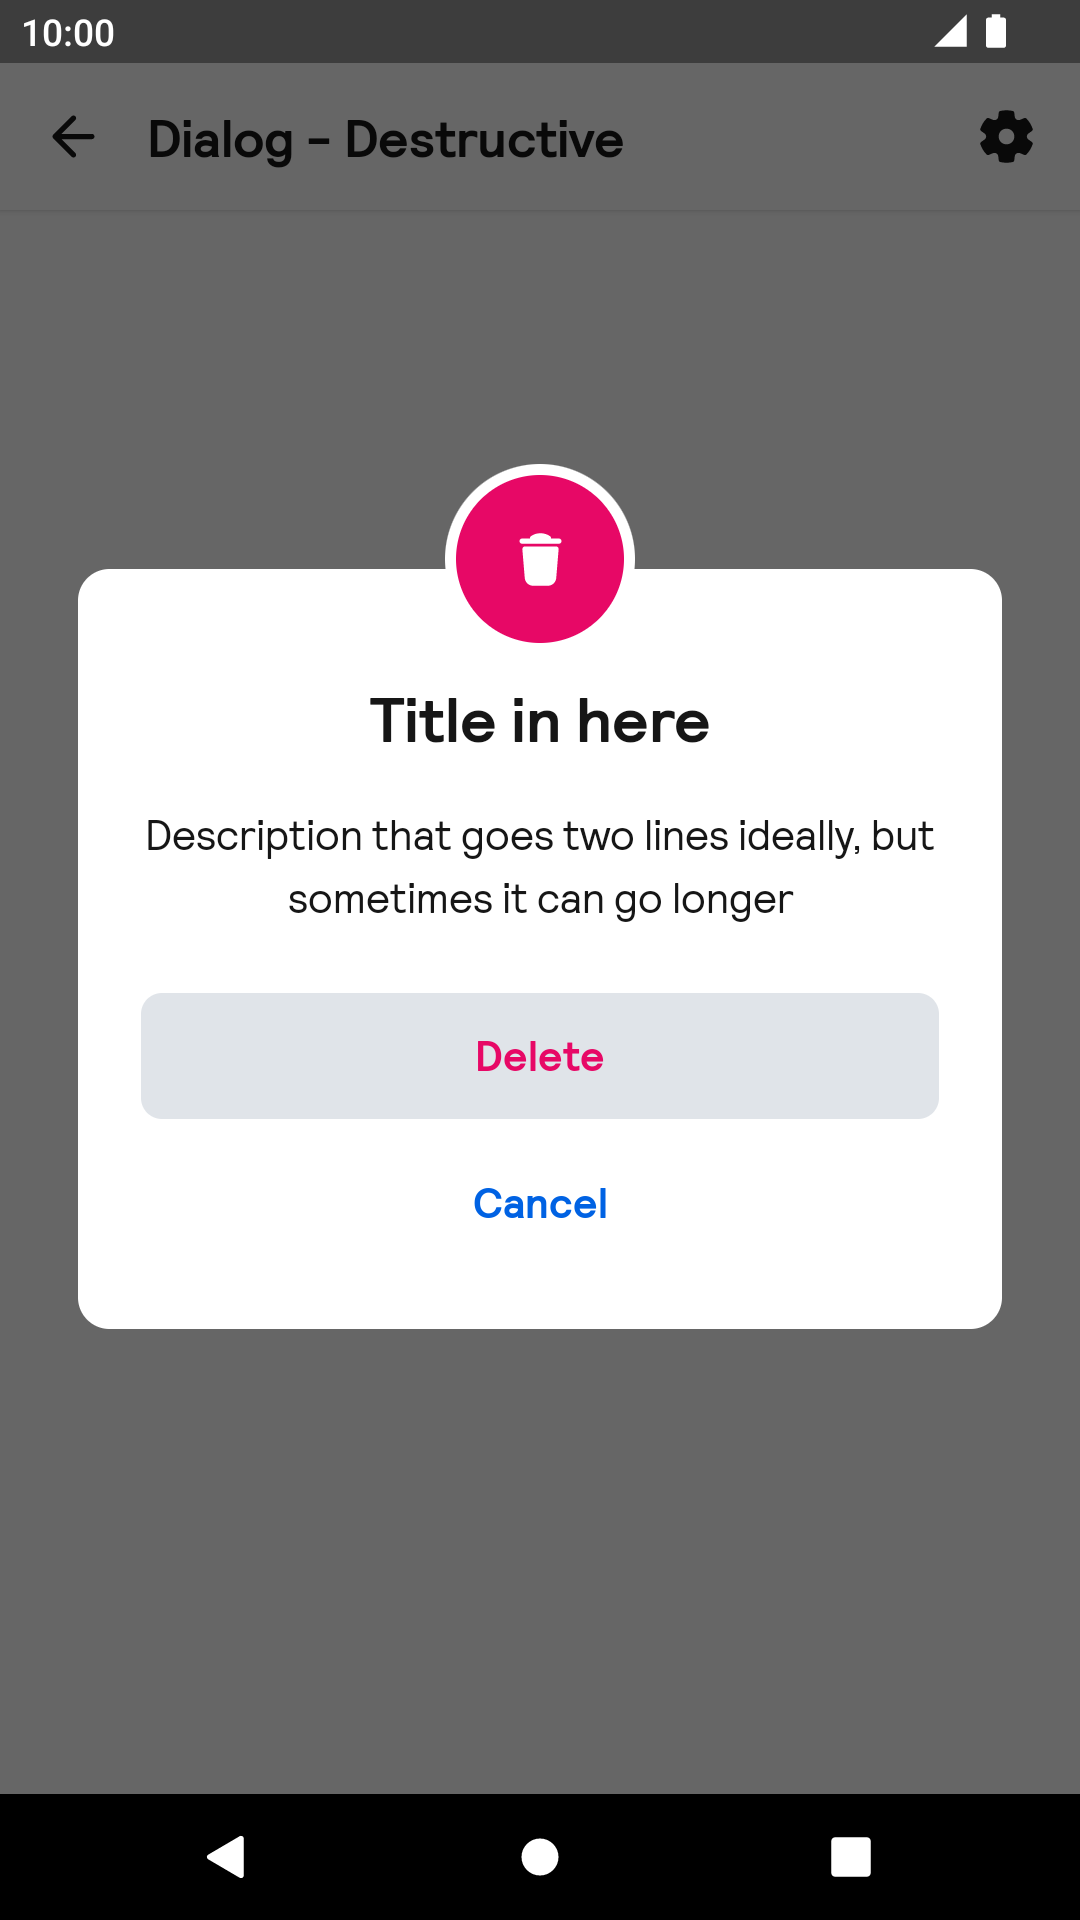 10:00
Dialog - Destructive
Title in here
Description that goes two lines ideally, but
sometimes it can go longer
Delete
Cancel